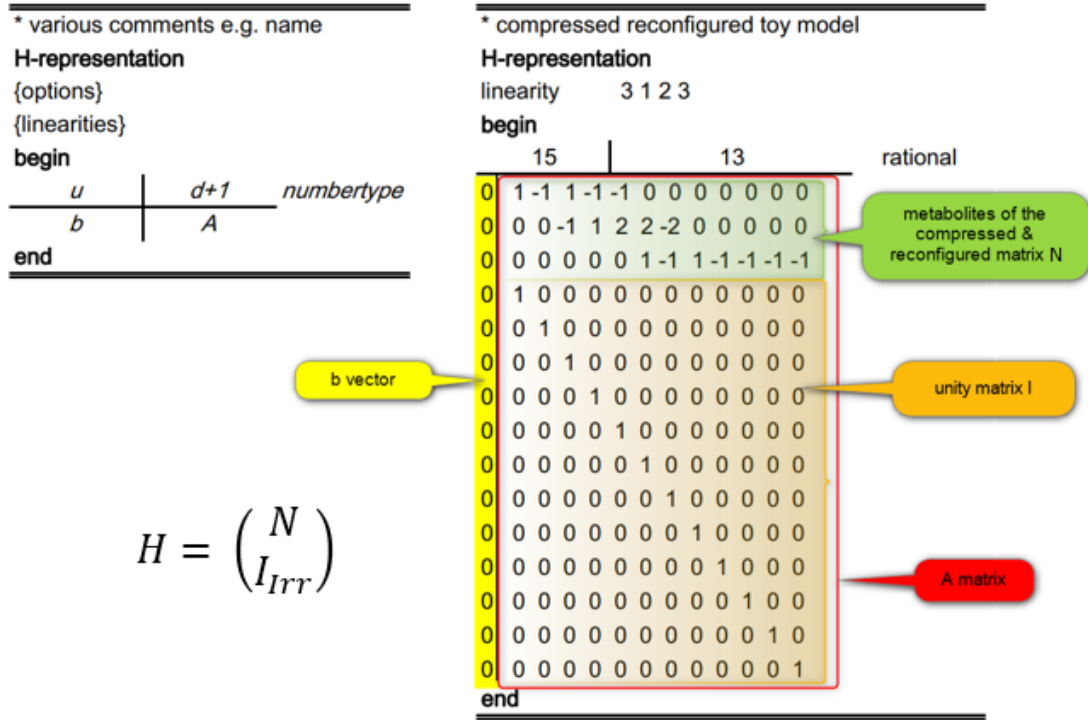 * various comments e.g. name
H-representation
{options}
{linearities}
begin
u d+1 numbertype
b A
end
* compressed reconfigured toy model
H-representation
linearity 3 1 2 3
begin
15 13 rational
0 1 -1 1 -1 -1 0 0 0 0 0 0 0
0 0 0 -1 1 2 2 -2 0 0 0 0 0
0 0 0 0 0 0 1 -1 1 -1 -1 -1 -1
0 1 0 0 0 0 0 0 0 0 0 0 0
0 0 1 0 0 0 0 0 0 0 0 0 0
0 0 0 1 0 0 0 0 0 0 0 0 0
0 0 0 0 1 0 0 0 0 0 0 0 0
0 0 0 0 0 1 0 0 0 0 0 0 0
0 0 0 0 0 0 1 0 0 0 0 0 0
0 0 0 0 0 0 0 1 0 0 0 0 0
0 0 0 0 0 0 0 0 1 0 0 0 0
0 0 0 0 0 0 0 0 0 1 0 0 0
0 0 0 0 0 0 0 0 0 0 1 0 0
0 0 0 0 0 0 0 0 0 0 0 1 0
0 0 0 0 0 0 0 0 0 0 0 0 1
end
metabolites of the
compressed &
reconfigured matrix N
b vector
unity matrix I
A matrix
H = (N
I_Irr)